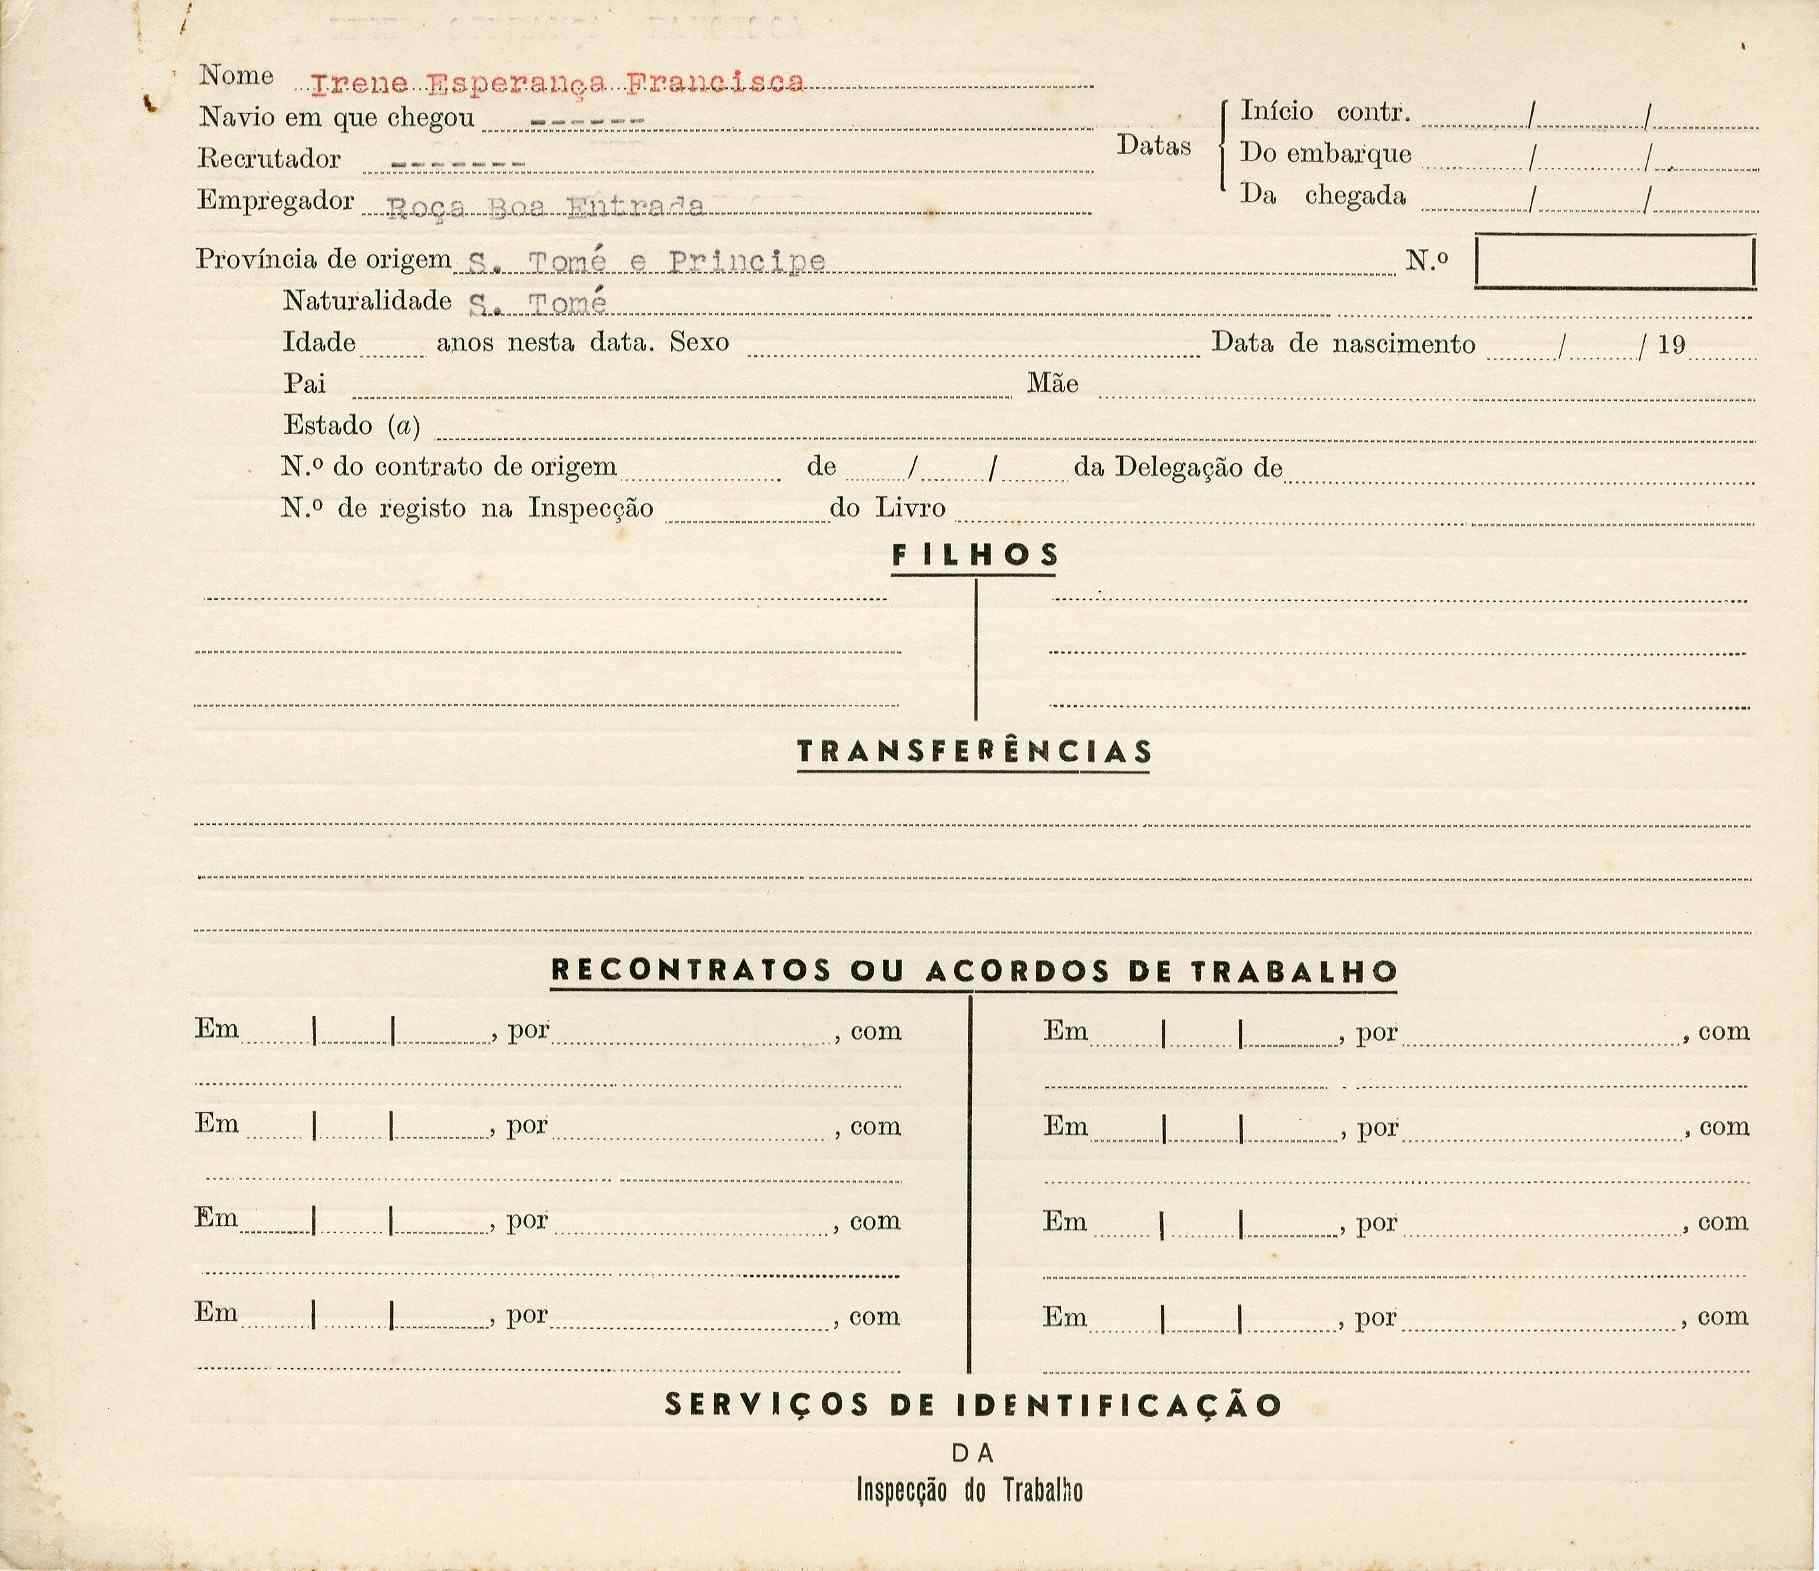 Nome Irene Esperança Francisca
Navio em que chegou ------
Recrutador -------
Empregador Roça Boa Entrada
Datas
Início contr. / /
Do embarque / /
Da chegada / /
Província de origem S. Tomé e Principe N.º
Naturalidade S. Tomé
Idade anos nesta data. Sexo Data de nascimento / / 19
Pai Mãe
Estado (a)
N.º do contrato de origem de / / da Delegação de
N.º de registo na Inspecção do Livro
FILHOS
TRANSFERÊNCIAS
RECONTRATOS OU ACORDOS DE TRABALHO
Em | | , por , com Em | | , por , com
Em | | , por , com Em | | , por , com
Em | | , por , com Em | | , por , com
Em | | , por , com Em | | , por , com
SERVIÇOS DE IDENTIFICAÇÃO
DA
Inspecção do Trabalho